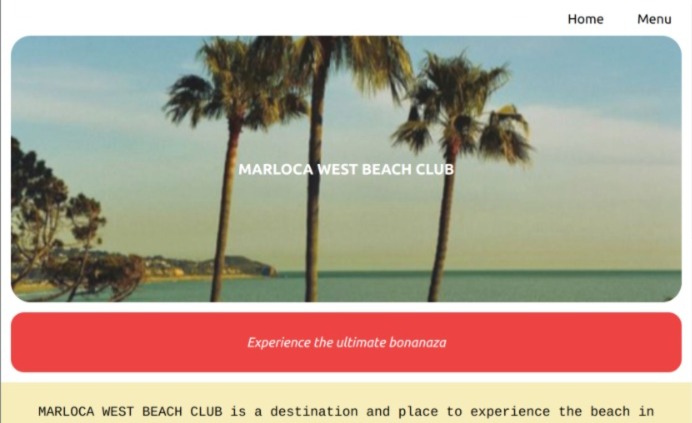 Home Menu
MARLOCA WEST BEACH CLUB
Experience the ultimate bonanaza
MARLOCA WEST BEACH CLUB is a destination and place to experience the beach in